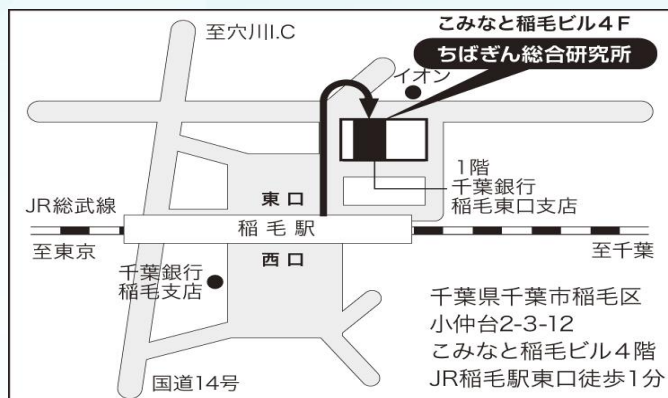 至穴川I.C
こみなと稲毛ビル4F
ちばぎん総合研究所
イオン
1階
千葉銀行
稲毛東口支店
東口
JR総武線
稲毛駅
至東京
西口
至千葉
千葉銀行
稲毛支店
国道14号
千葉県千葉市稲毛区
小仲台2-3-12
こみなと稲毛ビル4階
JR稲毛駅東口徒歩1分